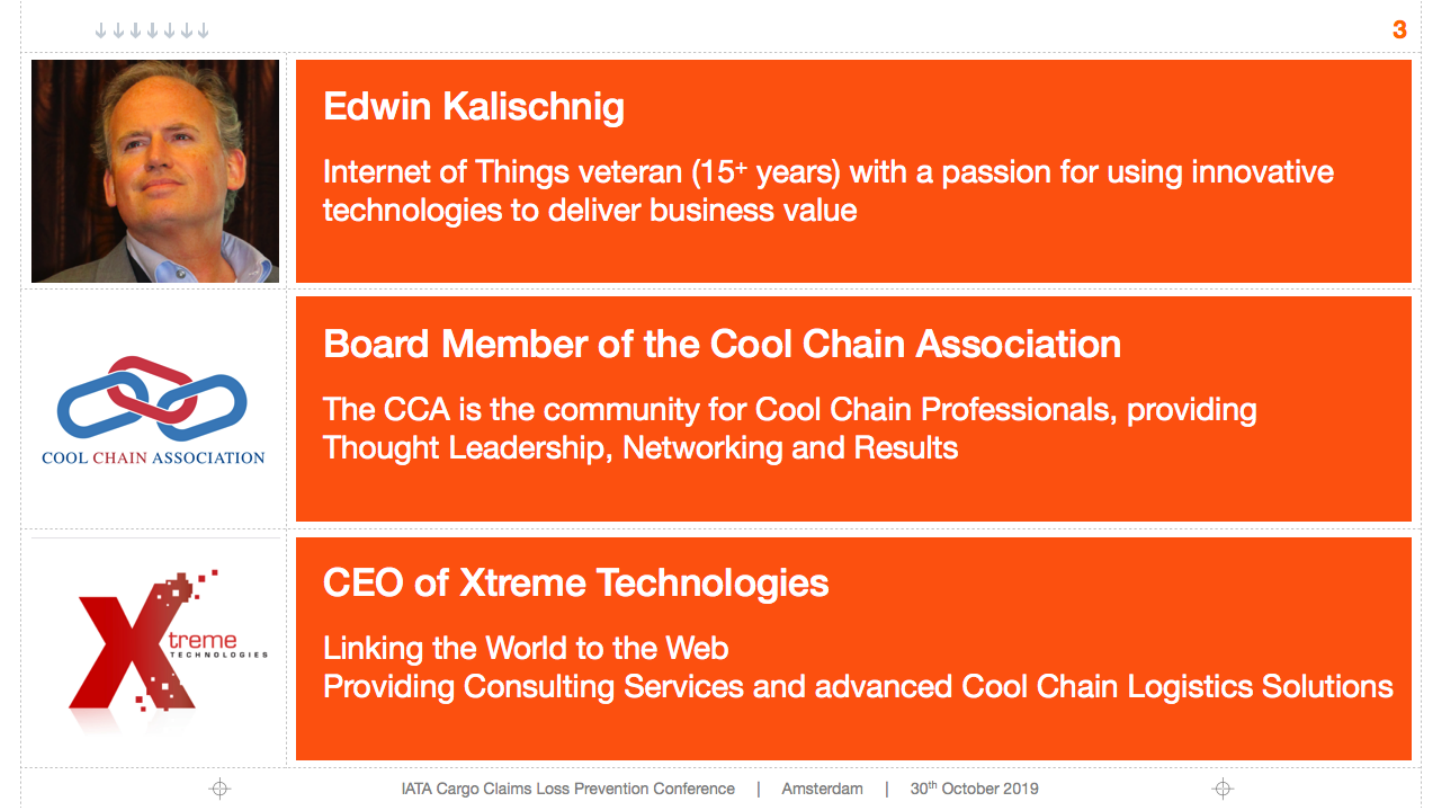 3
Edwin Kalischnig
Internet of Things veteran (15+ years) with a passion for using innovative
technologies to deliver business value
COOL CHAIN ASSOCIATION
Board Member of the Cool Chain Association
The CCA is the community for Cool Chain Professionals, providing
Thought Leadership, Networking and Results
Xtreme
TECHNOLOGIES
CEO of Xtreme Technologies
Linking the World to the Web
Providing Consulting Services and advanced Cool Chain Logistics Solutions
IATA Cargo Claims Loss Prevention Conference | Amsterdam | 30th October 2019